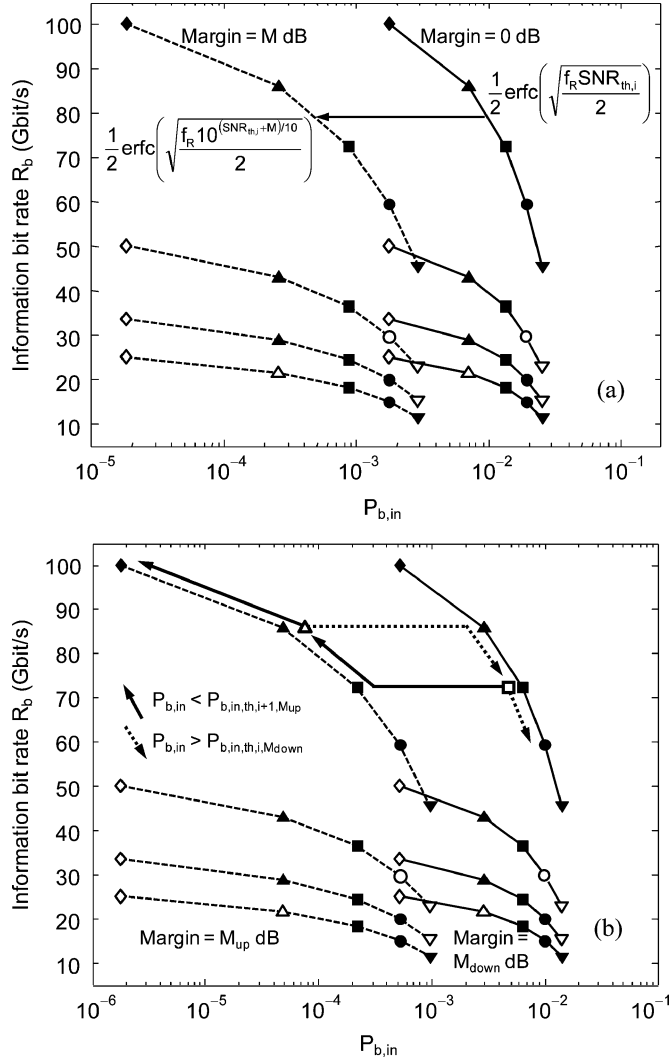 100
90
80
70
60
50
40
30
20
10
Information bit rate R_b (Gbit/s)
Margin = M dB
Margin = 0 dB
1/2 erfc(√(f_R SNR_th,i / 2))
1/2 erfc(√(f_R 10^((SNR_th,i+M)/10) / 2))
(a)
10^-5
10^-4
10^-3
10^-2
10^-1
P_b,in
100
90
80
70
60
50
40
30
20
10
Information bit rate R_b (Gbit/s)
P_b,in < P_b,in,th,i+1,M_up
P_b,in > P_b,in,th,i,M_down
Margin = M_up dB
Margin =
M_down dB
(b)
10^-6
10^-5
10^-4
10^-3
10^-2
10^-1
P_b,in